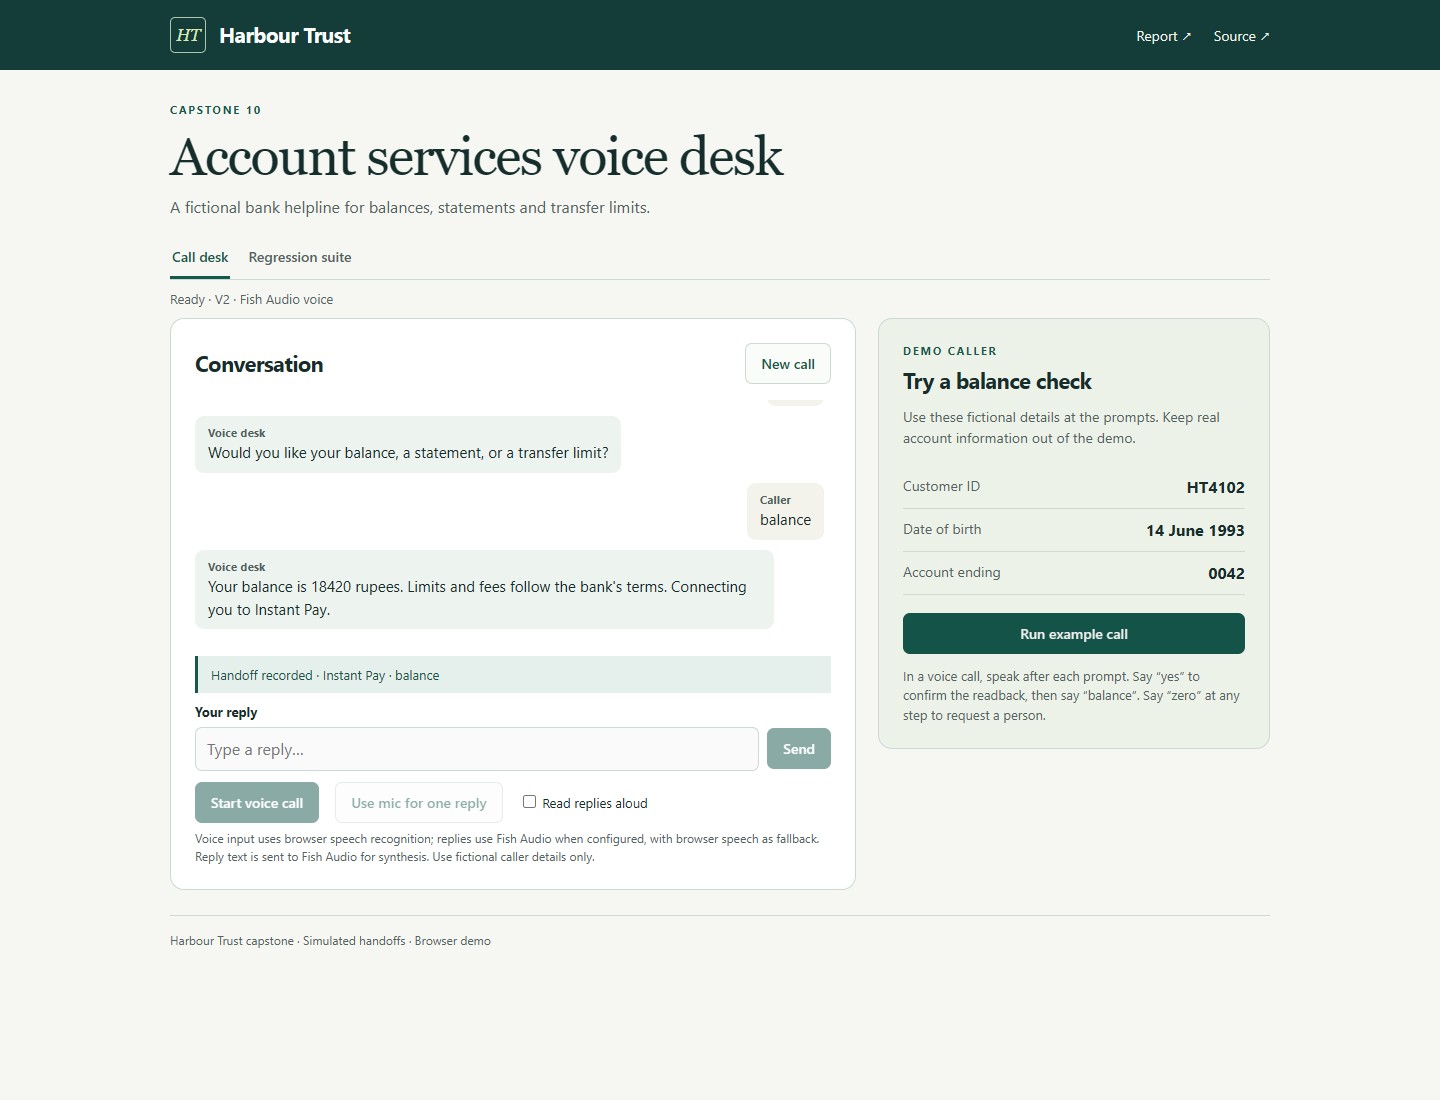 HT Harbour Trust
Report ↗ Source ↗
CAPSTONE 10
Account services voice desk
A fictional bank helpline for balances, statements and transfer limits.
Call desk Regression suite
Ready · V2 · Fish Audio voice
Conversation
New call
Voice desk
Would you like your balance, a statement, or a transfer limit?
Caller
balance
Voice desk
Your balance is 18420 rupees. Limits and fees follow the bank's terms. Connecting
you to Instant Pay.
Handoff recorded · Instant Pay · balance
Your reply
Type a reply...
Send
Start voice call
Use mic for one reply
Read replies aloud
Voice input uses browser speech recognition; replies use Fish Audio when configured, with browser speech as fallback.
Reply text is sent to Fish Audio for synthesis. Use fictional caller details only.
DEMO CALLER
Try a balance check
Use these fictional details at the prompts. Keep real
account information out of the demo.
Customer ID HT4102
Date of birth 14 June 1993
Account ending 0042
Run example call
In a voice call, speak after each prompt. Say “yes” to
confirm the readback, then say “balance”. Say “zero” at any
step to request a person.
Harbour Trust capstone · Simulated handoffs · Browser demo